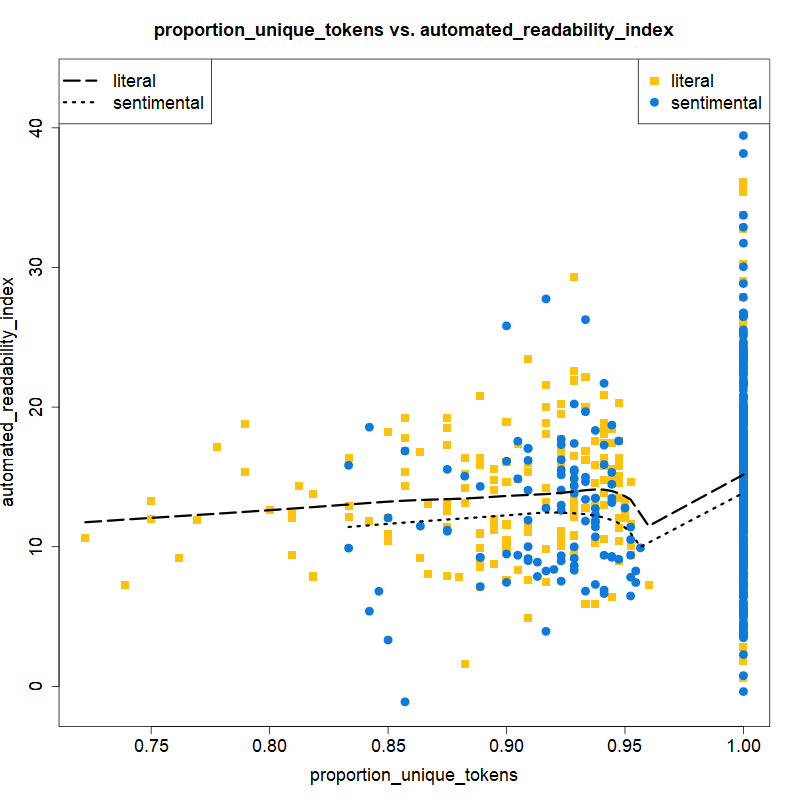 proportion_unique_tokens vs. automated_readability_index
literal
sentimental
literal
sentimental
automated_readability_index
40
30
20
10
0
0.75 0.80 0.85 0.90 0.95 1.00
proportion_unique_tokens